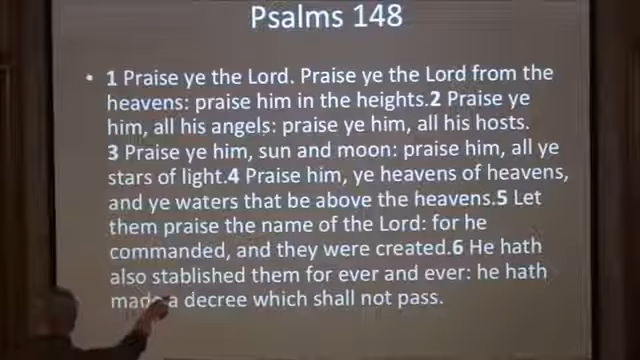 Psalms 148
• 1 Praise ye the Lord. Praise ye the Lord from the
heavens: praise him in the heights.2 Praise ye
him, all his angels: praise ye him, all his hosts.
3 Praise ye him, sun and moon: praise him, all ye
stars of light.4 Praise him, ye heavens of heavens,
and ye waters that be above the heavens.5 Let
them praise the name of the Lord: for he
commanded, and they were created.6 He hath
also stablished them for ever and ever: he hath
made a decree which shall not pass.